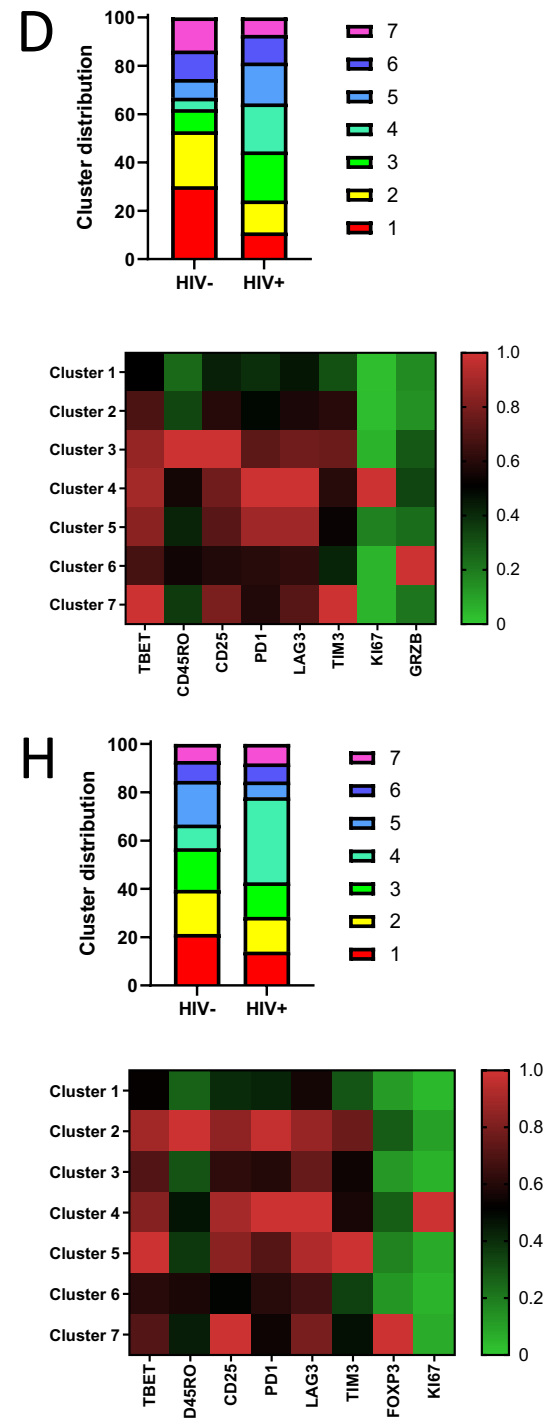 D
Cluster distribution
100
80
60
40
20
0
HIV-
HIV+
7
6
5
4
3
2
1
Cluster 1
Cluster 2
Cluster 3
Cluster 4
Cluster 5
Cluster 6
Cluster 7
TBET
CD45RO
CD25
PD1
LAG3
TIM3
KI67
GRZB
1.0
0.8
0.6
0.4
0.2
0
H
Cluster distribution
100
80
60
40
20
0
HIV-
HIV+
7
6
5
4
3
2
1
Cluster 1
Cluster 2
Cluster 3
Cluster 4
Cluster 5
Cluster 6
Cluster 7
TBET
D45RO
CD25
PD1
LAG3
TIM3
FOXP3
KI67
1.0
0.8
0.6
0.4
0.2
0